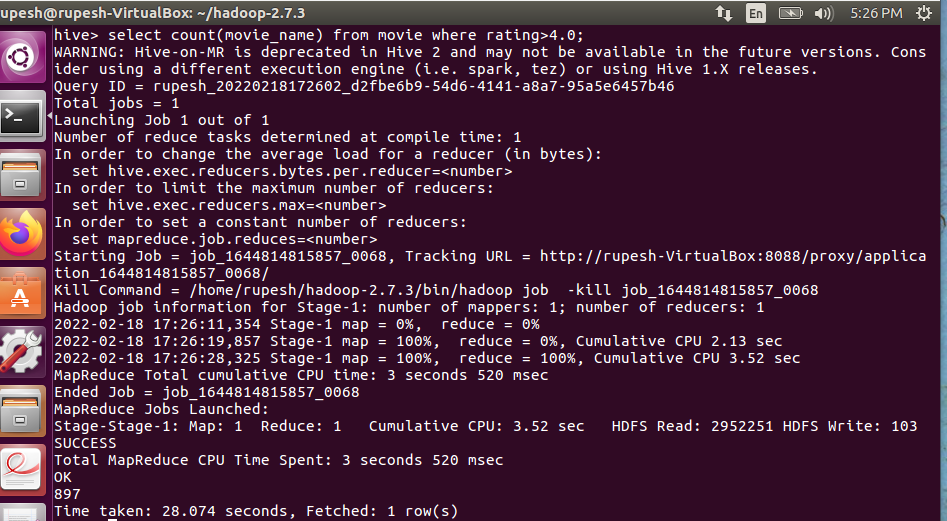 upesh@rupesh-VirtualBox: ~/hadoop-2.7.3 En 5:26 PM
hive> select count(movie_name) from movie where rating>4.0;
WARNING: Hive-on-MR is deprecated in Hive 2 and may not be available in the future versions. Cons
ider using a different execution engine (i.e. spark, tez) or using Hive 1.X releases.
Query ID = rupesh_20220218172602_d2fbe6b9-54d6-4141-a8a7-95a5e6457b46
Total jobs = 1
Launching Job 1 out of 1
Number of reduce tasks determined at compile time: 1
In order to change the average load for a reducer (in bytes):
  set hive.exec.reducers.bytes.per.reducer=<number>
In order to limit the maximum number of reducers:
  set hive.exec.reducers.max=<number>
In order to set a constant number of reducers:
  set mapreduce.job.reduces=<number>
Starting Job = job_1644814815857_0068, Tracking URL = http://rupesh-VirtualBox:8088/proxy/applica
tion_1644814815857_0068/
Kill Command = /home/rupesh/hadoop-2.7.3/bin/hadoop job  -kill job_1644814815857_0068
Hadoop job information for Stage-1: number of mappers: 1; number of reducers: 1
2022-02-18 17:26:11,354 Stage-1 map = 0%,  reduce = 0%
2022-02-18 17:26:19,857 Stage-1 map = 100%,  reduce = 0%, Cumulative CPU 2.13 sec
2022-02-18 17:26:28,325 Stage-1 map = 100%,  reduce = 100%, Cumulative CPU 3.52 sec
MapReduce Total cumulative CPU time: 3 seconds 520 msec
Ended Job = job_1644814815857_0068
MapReduce Jobs Launched:
Stage-Stage-1: Map: 1  Reduce: 1   Cumulative CPU: 3.52 sec   HDFS Read: 2952251 HDFS Write: 103
SUCCESS
Total MapReduce CPU Time Spent: 3 seconds 520 msec
OK
897
Time taken: 28.074 seconds, Fetched: 1 row(s)